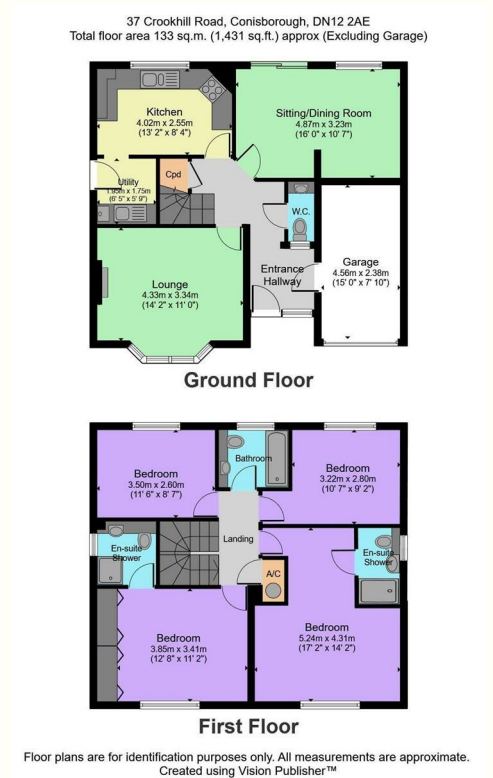 37 Crookhill Road, Conisborough, DN12 2AE
Total floor area 133 sq.m. (1,431 sq.ft.) approx (Excluding Garage)
Kitchen
4.02m x 2.55m
(13' 2" x 8' 4")
Sitting/Dining Room
4.87m x 3.23m
(16' 0" x 10' 7")
Cpd
Utility
1.95m x 1.75m
(6' 5" x 5' 9")
W.C.
Garage
4.56m x 2.38m
(15' 0" x 7' 10")
Entrance
Hallway
Lounge
4.33m x 3.34m
(14' 2" x 11' 0")
Ground Floor
Bathroom
Bedroom
3.50m x 2.60m
(11' 6" x 8' 7")
Bedroom
3.22m x 2.80m
(10' 7" x 9' 2")
Landing
En-suite
Shower
En-suite
Shower
A/C
Bedroom
3.85m x 3.41m
(12' 8" x 11' 2")
Bedroom
5.24m x 4.31m
(17' 2" x 14' 2")
First Floor
Floor plans are for identification purposes only. All measurements are approximate.
Created using Vision Publisher™